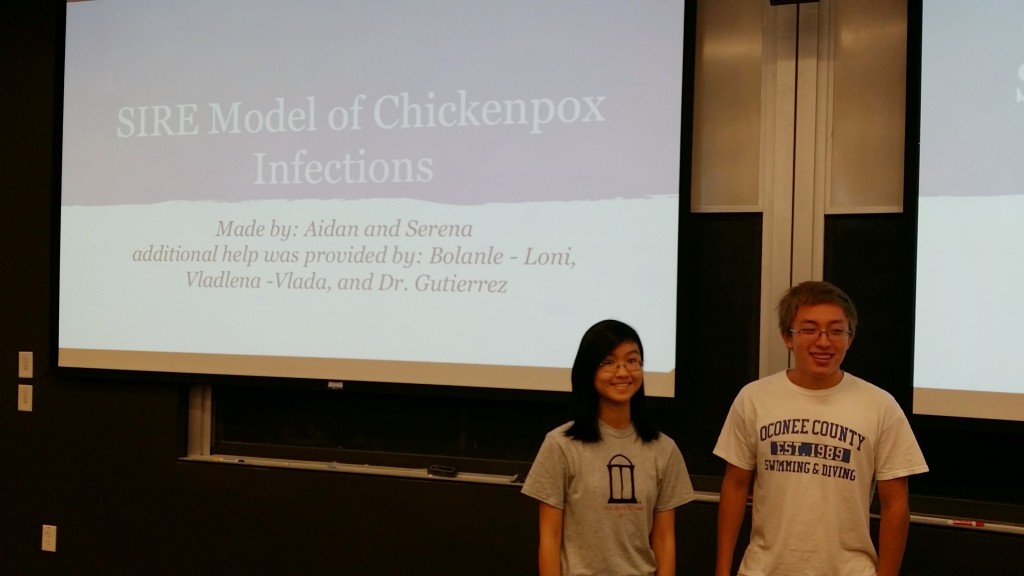 SIRE Model of Chickenpox
Infections
Made by: Aidan and Serena
additional help was provided by: Bolanle - Loni,
Vladlena -Vlada, and Dr. Gutierrez
OCONEE COUNTY
EST. 1989
SWIMMING & DIVING